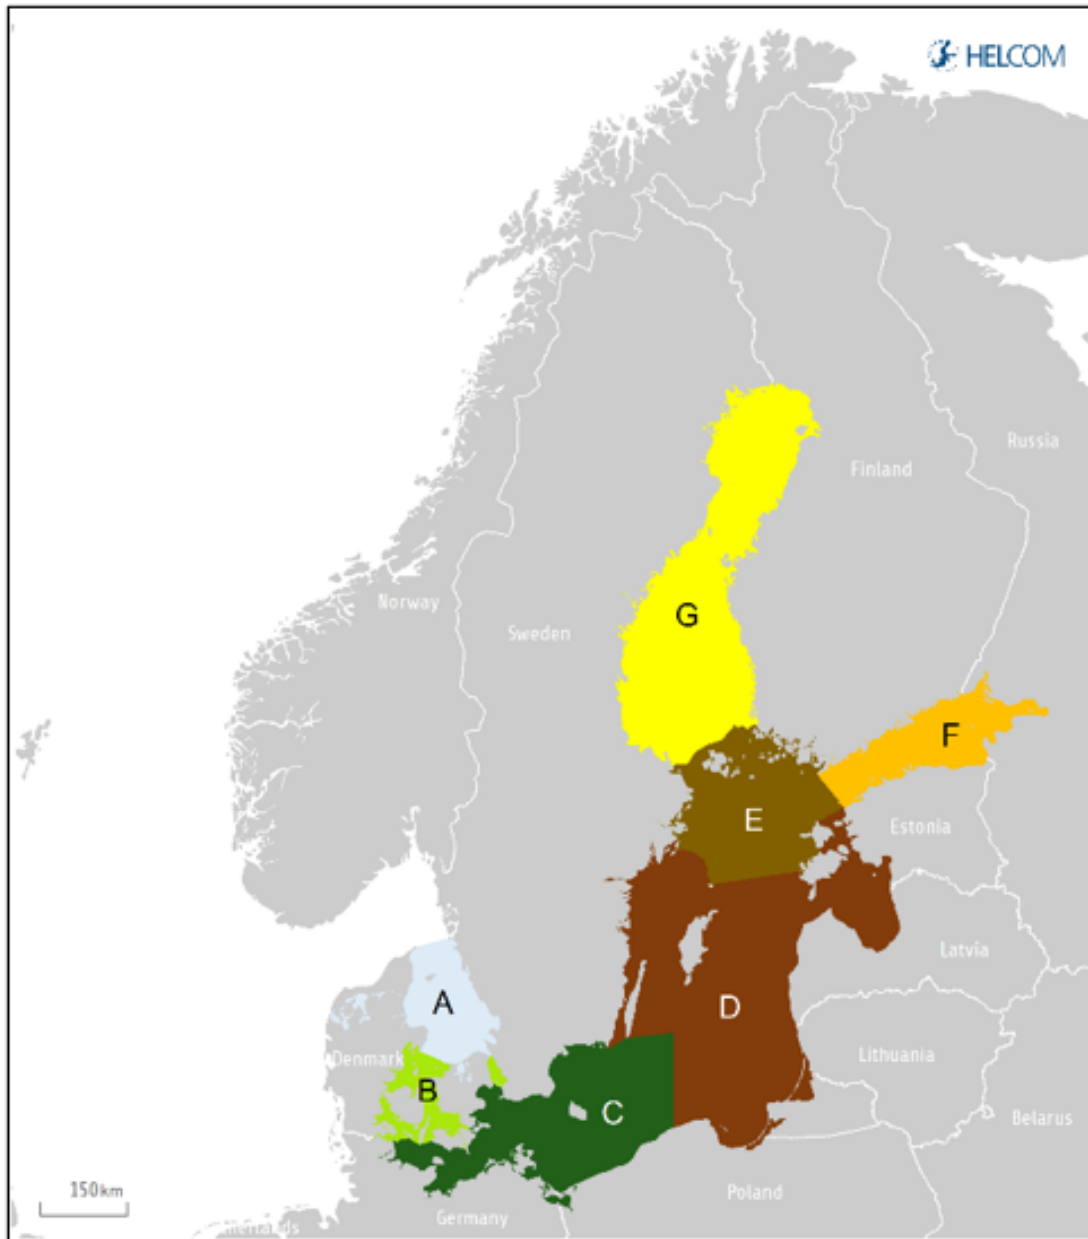 HELCOM
Russia
Finland
G
Norway
Sweden
F
E
Estonia
Latvia
A
D
Denmark
Lithuania
B
C
Belarus
150km
Poland
Germany